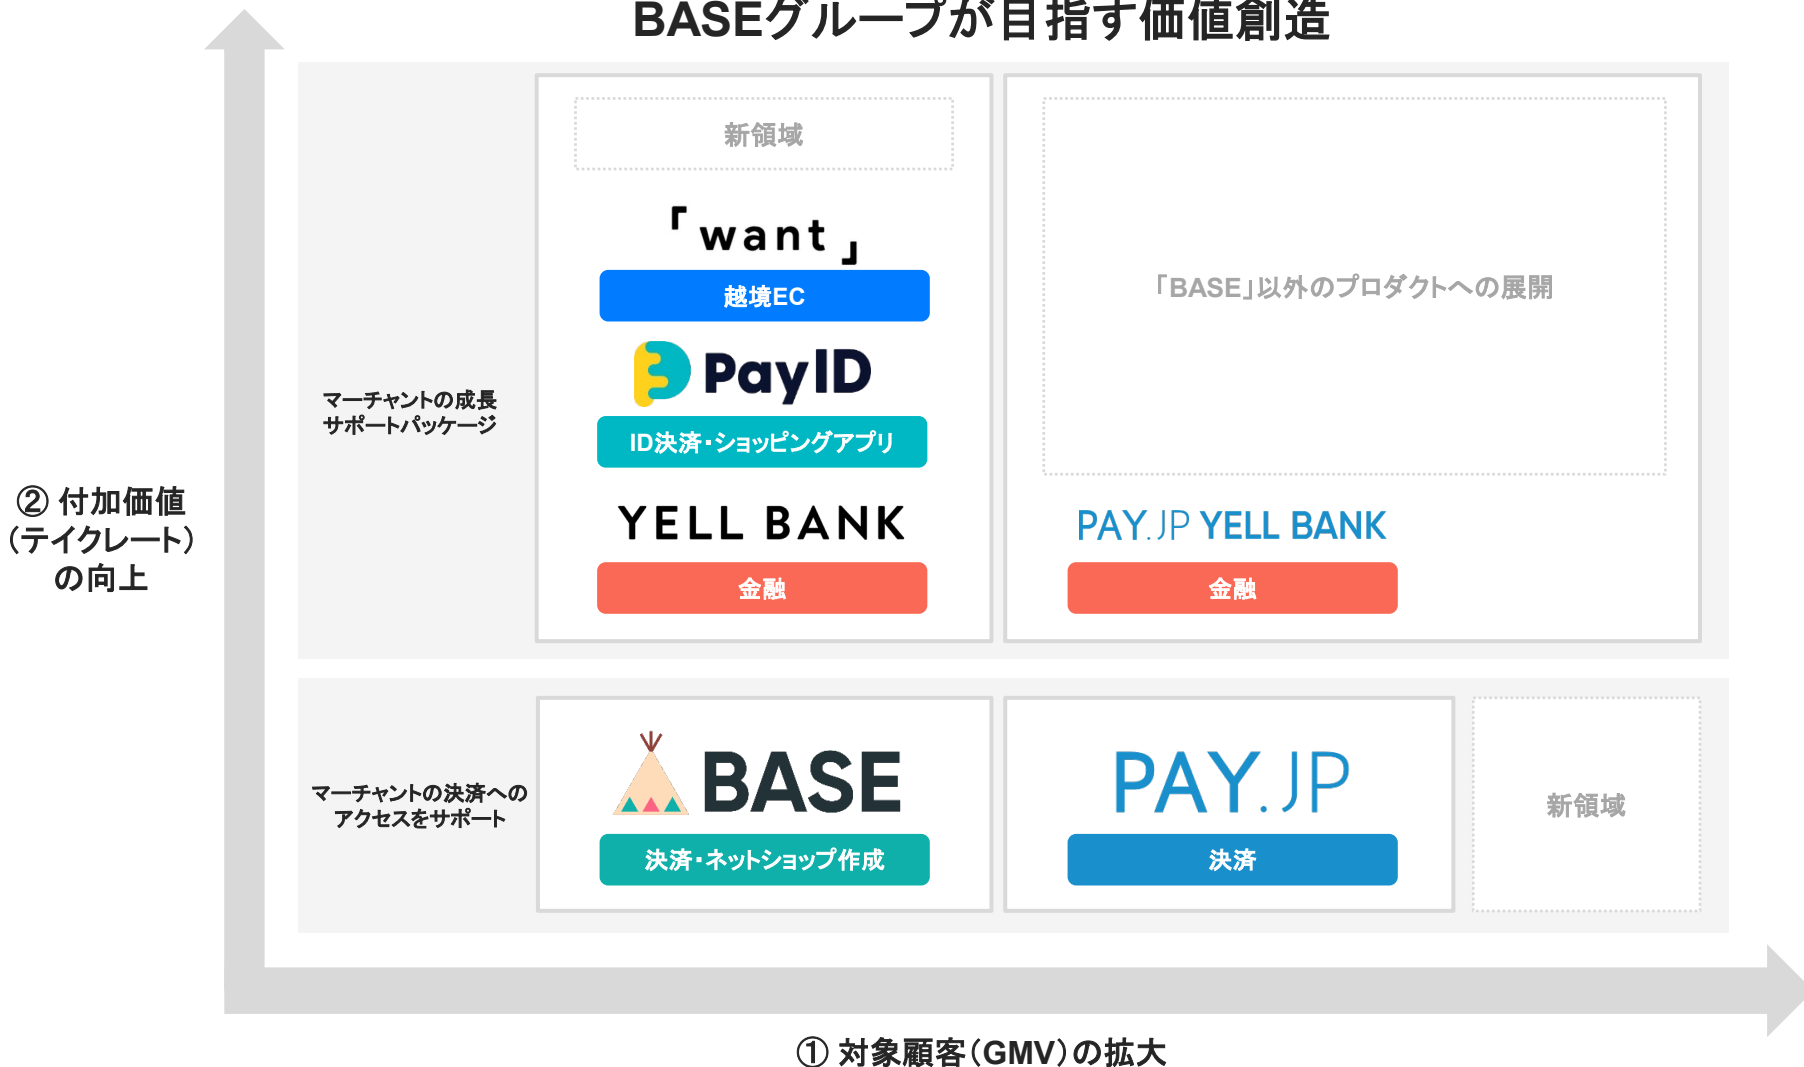 BASEグループが目指す価値創造
新領域
「want」
越境EC
「BASE」以外のプロダクトへの展開
PayID
ID決済・ショッピングアプリ
マーチャントの成長
サポートパッケージ
YELL BANK
金融
PAY.JP YELL BANK
金融
② 付加価値
（テイクレート）
の向上
マーチャントの決済への
アクセスをサポート
BASE
決済・ネットショップ作成
PAY.JP
決済
新領域
① 対象顧客（GMV）の拡大